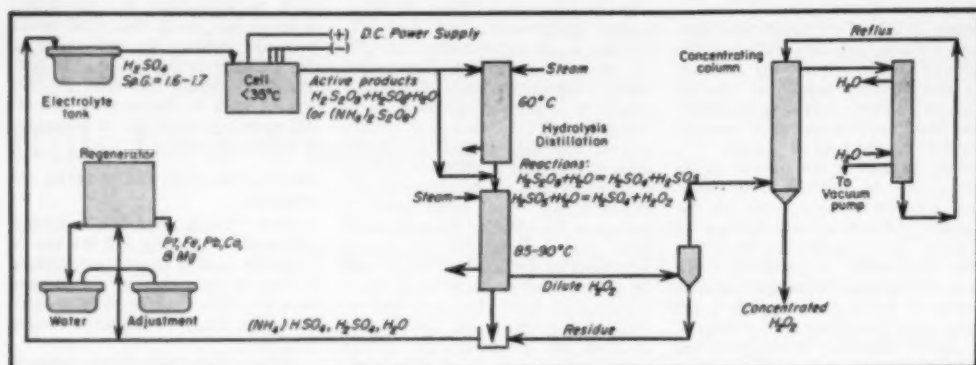 (+)
(−)
D.C. Power Supply
H₂SO₄
Sp.G.=1.6-1.7
Electrolyte
tank
Cell
<35°C
Active products
H₂S₂O₈+H₂SO₄+H₂O
(or (NH₄)₂S₂O₈)
Steam
60°C
Hydrolysis
Distillation
Reactions:
H₂S₂O₈+H₂O=H₂SO₄+H₂SO₅
Steam
H₂SO₅+H₂O=H₂SO₄+H₂O₂
85-90°C
Dilute H₂O₂
Residue
Concentrating
column
Reflux
H₂O
H₂O
To
Vacuum
pump
Concentrated
H₂O₂
Regenerator
Pt, Fe, Pb, Ca,
& Mg
Water
Adjustment
(NH₄)HSO₄, H₂SO₄, H₂O